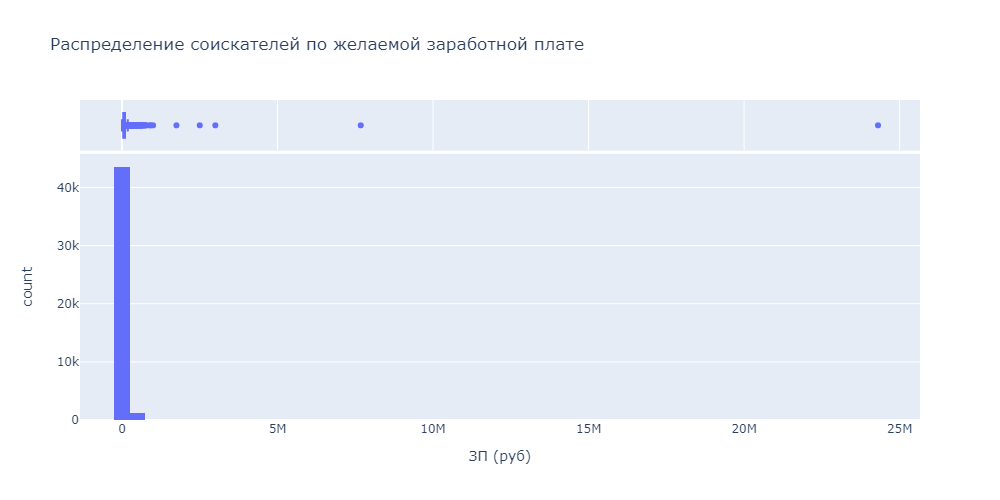 Распределение соискателей по желаемой заработной плате
40k
30k
20k
10k
0
count
0 5M 10M 15M 20M 25M
ЗП (руб)